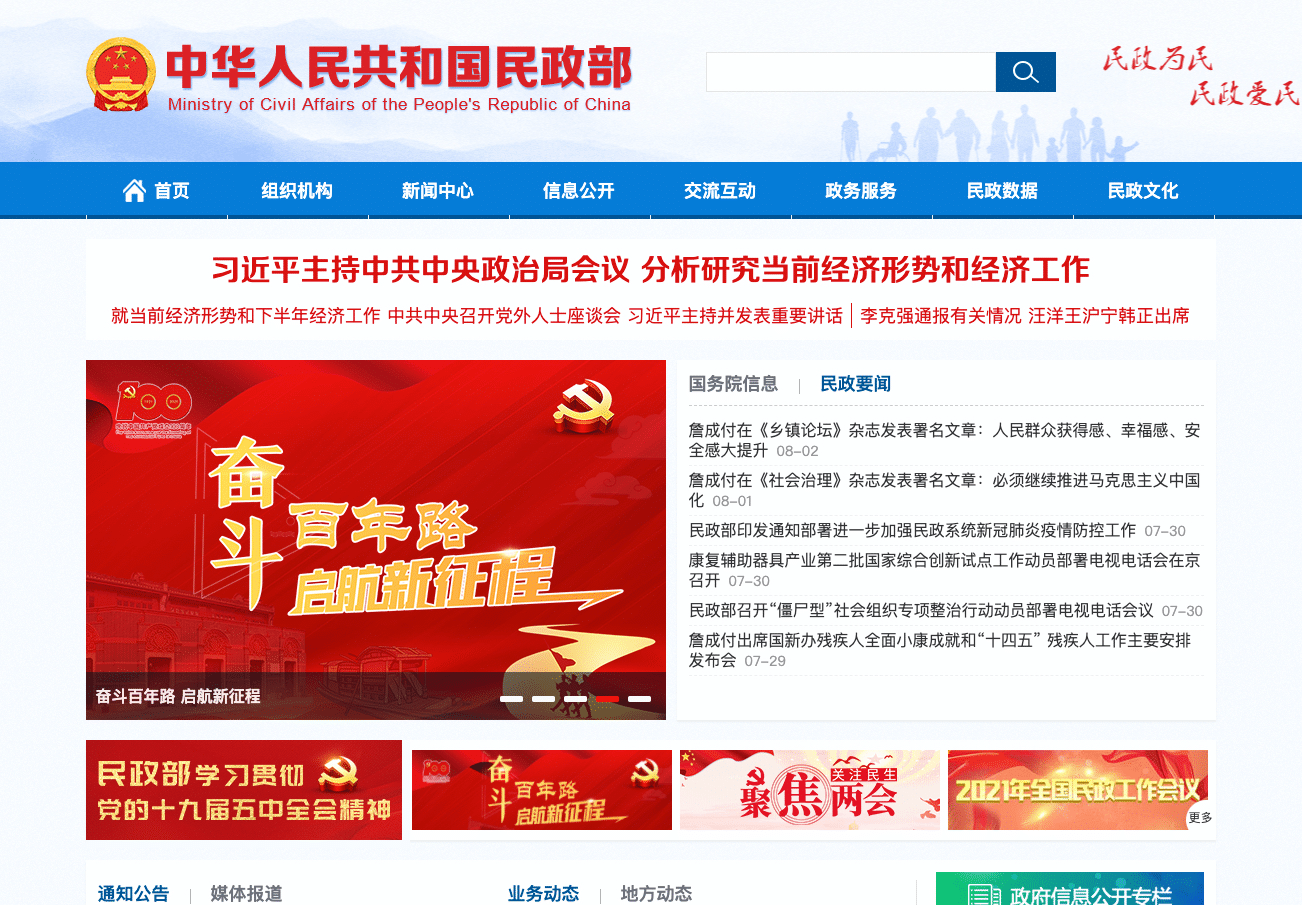 中华人民共和国民政部
Ministry of Civil Affairs of the People's Republic of China
民政为民
民政爱民
首页
组织机构
新闻中心
信息公开
交流互动
政务服务
民政数据
民政文化
习近平主持中共中央政治局会议 分析研究当前经济形势和经济工作
就当前经济形势和下半年经济工作 中共中央召开党外人士座谈会 习近平主持并发表重要讲话 | 李克强通报有关情况 汪洋王沪宁韩正出席
100
奋斗
百年路
启航新征程
奋斗百年路 启航新征程
国务院信息 | 民政要闻
詹成付在《乡镇论坛》杂志发表署名文章：人民群众获得感、幸福感、安
全感大提升 08-02
詹成付在《社会治理》杂志发表署名文章：必须继续推进马克思主义中国
化 08-01
民政部印发通知部署进一步加强民政系统新冠肺炎疫情防控工作 07-30
康复辅助器具产业第二批国家综合创新试点工作动员部署电视电话会在京
召开 07-30
民政部召开“僵尸型”社会组织专项整治行动动员部署电视电话会议 07-30
詹成付出席国新办残疾人全面小康成就和“十四五” 残疾人工作主要安排
发布会 07-29
民政部学习贯彻
党的十九届五中全会精神
100
奋斗
百年路
启航新征程
聚焦两会
关注民生
2021年全国民政工作会议
更多
通知公告 | 媒体报道
业务动态 | 地方动态
政府信息公开专栏